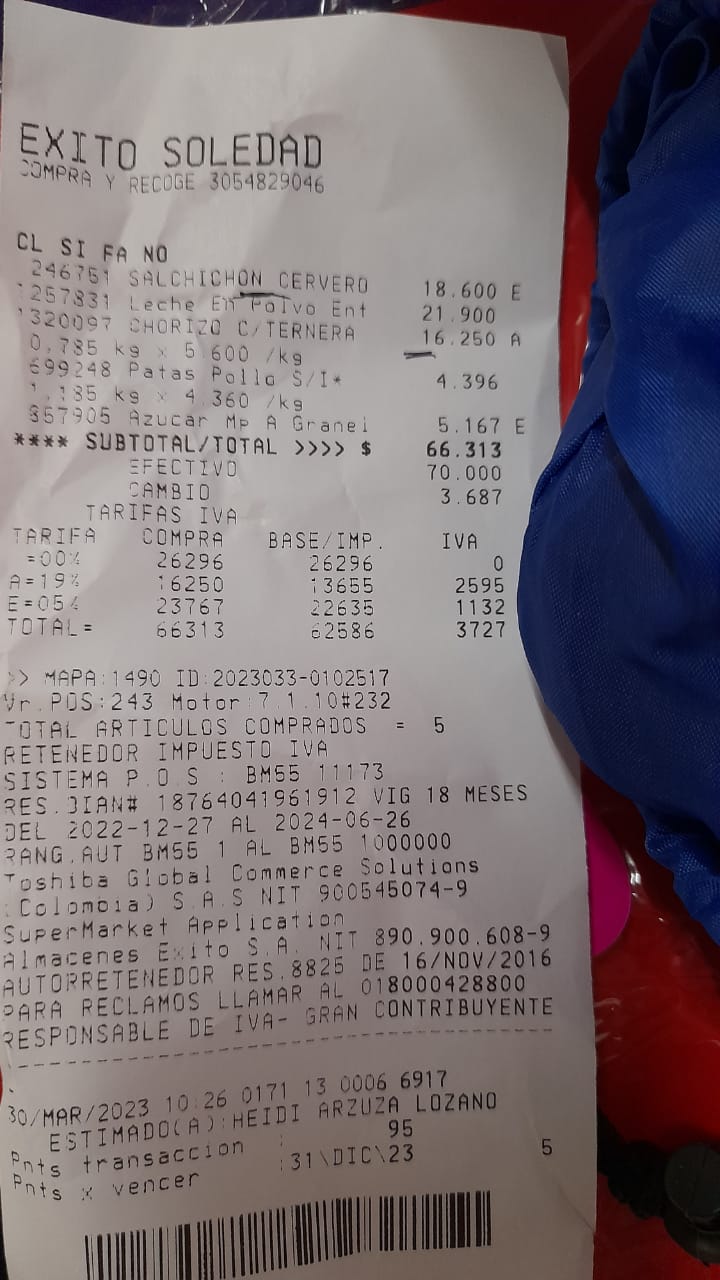 EXITO SOLEDAD
COMPRA Y RECOGE 3054829046
CL SI FA NO
246751 SALCHICHON CERVERO 18.600 E
1257831 Leche En Polvo Ent 21.900
1320097 CHORIZO C/TERNERA 16.250 A
0.785 kg x 5.600 /kg
699248 Patas Pollo S/I* 4.396
1.185 kg x 4.360 /kg
857905 Azucar Mp A Granel 5.167 E
**** SUBTOTAL/TOTAL >>>> $ 66.313
EFECTIVO 70.000
CAMBIO 3.687
TARIFAS IVA
TARIFA COMPRA BASE/IMP. IVA
=00% 26296 26296 0
A=19% 16250 13655 2595
E=05% 23767 22635 1132
TOTAL= 66313 62586 3727
>> MAPA:1490 ID:2023033-0102517
Vr.POS:243 Motor:7.1.10#232
TOTAL ARTICULOS COMPRADOS = 5
RETENEDOR IMPUESTO IVA
SISTEMA P.O.S : BM55 11173
RES.DIAN# 18764041961912 VIG 18 MESES
DEL 2022-12-27 AL 2024-06-26
RANG.AUT BM55 1 AL BM55 1000000
Toshiba Global Commerce Solutions
(Colombia) S.A.S NIT 900545074-9
SuperMarket Application
Almacenes Exito S.A. NIT 890.900.608-9
AUTORRETENEDOR RES.8825 DE 16/NOV/2016
PARA RECLAMOS LLAMAR AL 018000428800
RESPONSABLE DE IVA- GRAN CONTRIBUYENTE
30/MAR/2023 10:26 0171 13 0006 6917
ESTIMADO(A):HEIDI ARZUZA LOZANO
Pnts transaccion : 95
Pnts x vencer :31\DIC\23 5